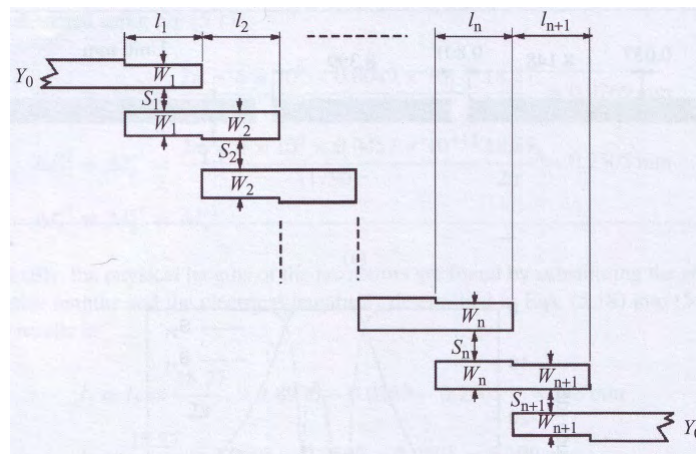 l₁ l₂ lₙ lₙ₊₁
Y₀
W₁
S₁
W₁ W₂
S₂
W₂
Wₙ
Sₙ
Wₙ Wₙ₊₁
Sₙ₊₁
Wₙ₊₁ Y₀